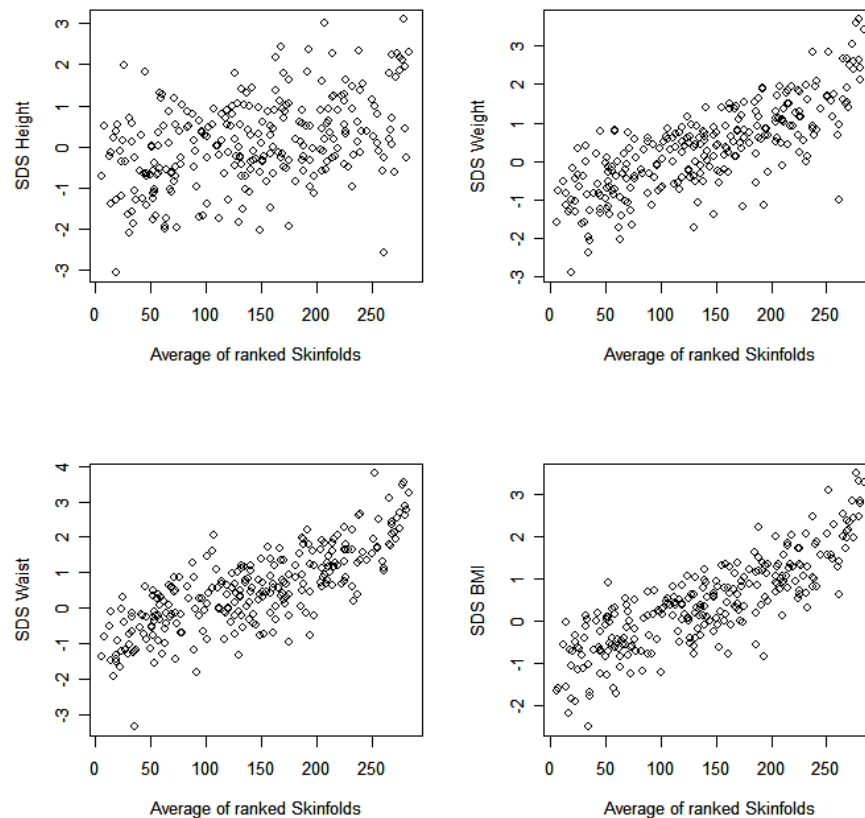 3
2
1
0
-1
-2
-3
SDS Height
0 50 100 150 200 250
Average of ranked Skinfolds
3
2
1
0
-1
-2
-3
SDS Weight
0 50 100 150 200 250
Average of ranked Skinfolds
4
3
2
1
0
-1
-2
-3
SDS Waist
0 50 100 150 200 250
Average of ranked Skinfolds
3
2
1
0
-1
-2
SDS BMI
0 50 100 150 200 250
Average of ranked Skinfolds